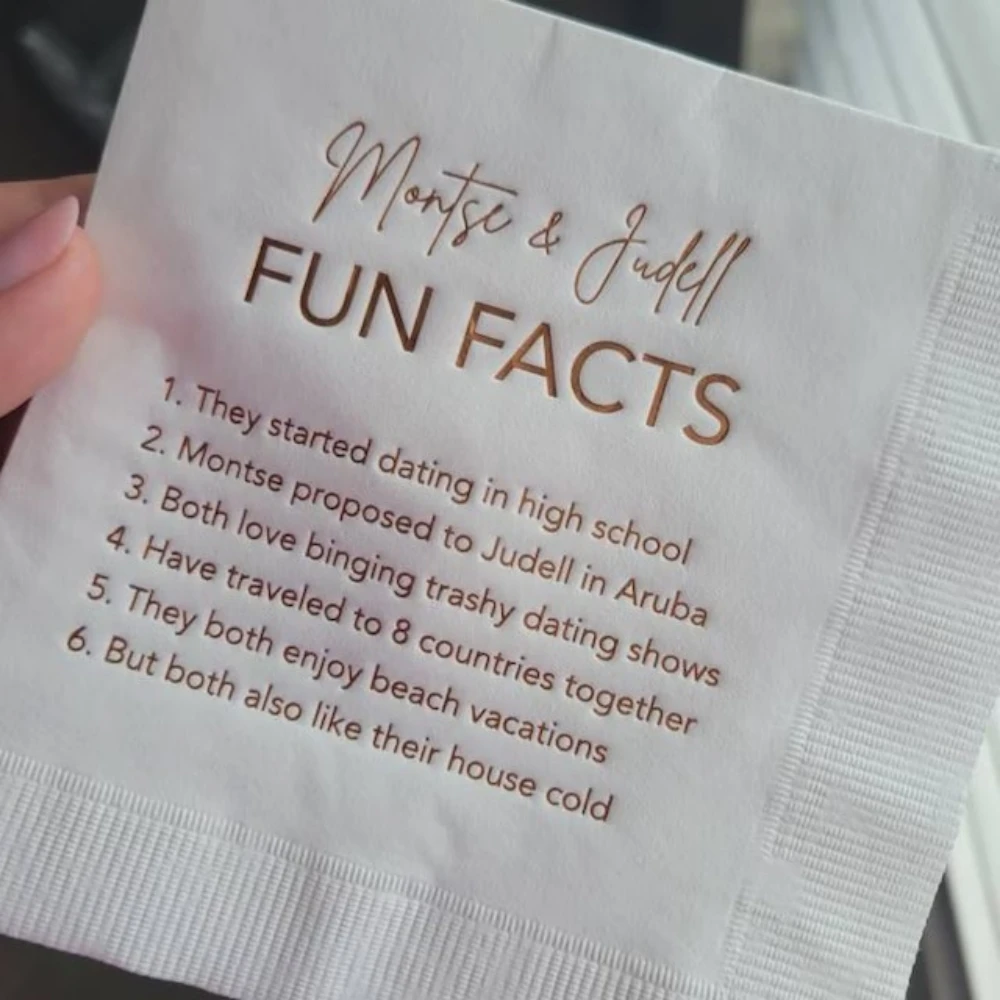 Montse & Judell
FUN FACTS
1. They started dating in high school
2. Montse proposed to Judell in Aruba
3. Both love binging trashy dating shows
4. Have traveled to 8 countries together
5. They both enjoy beach vacations
6. But both also like their house cold